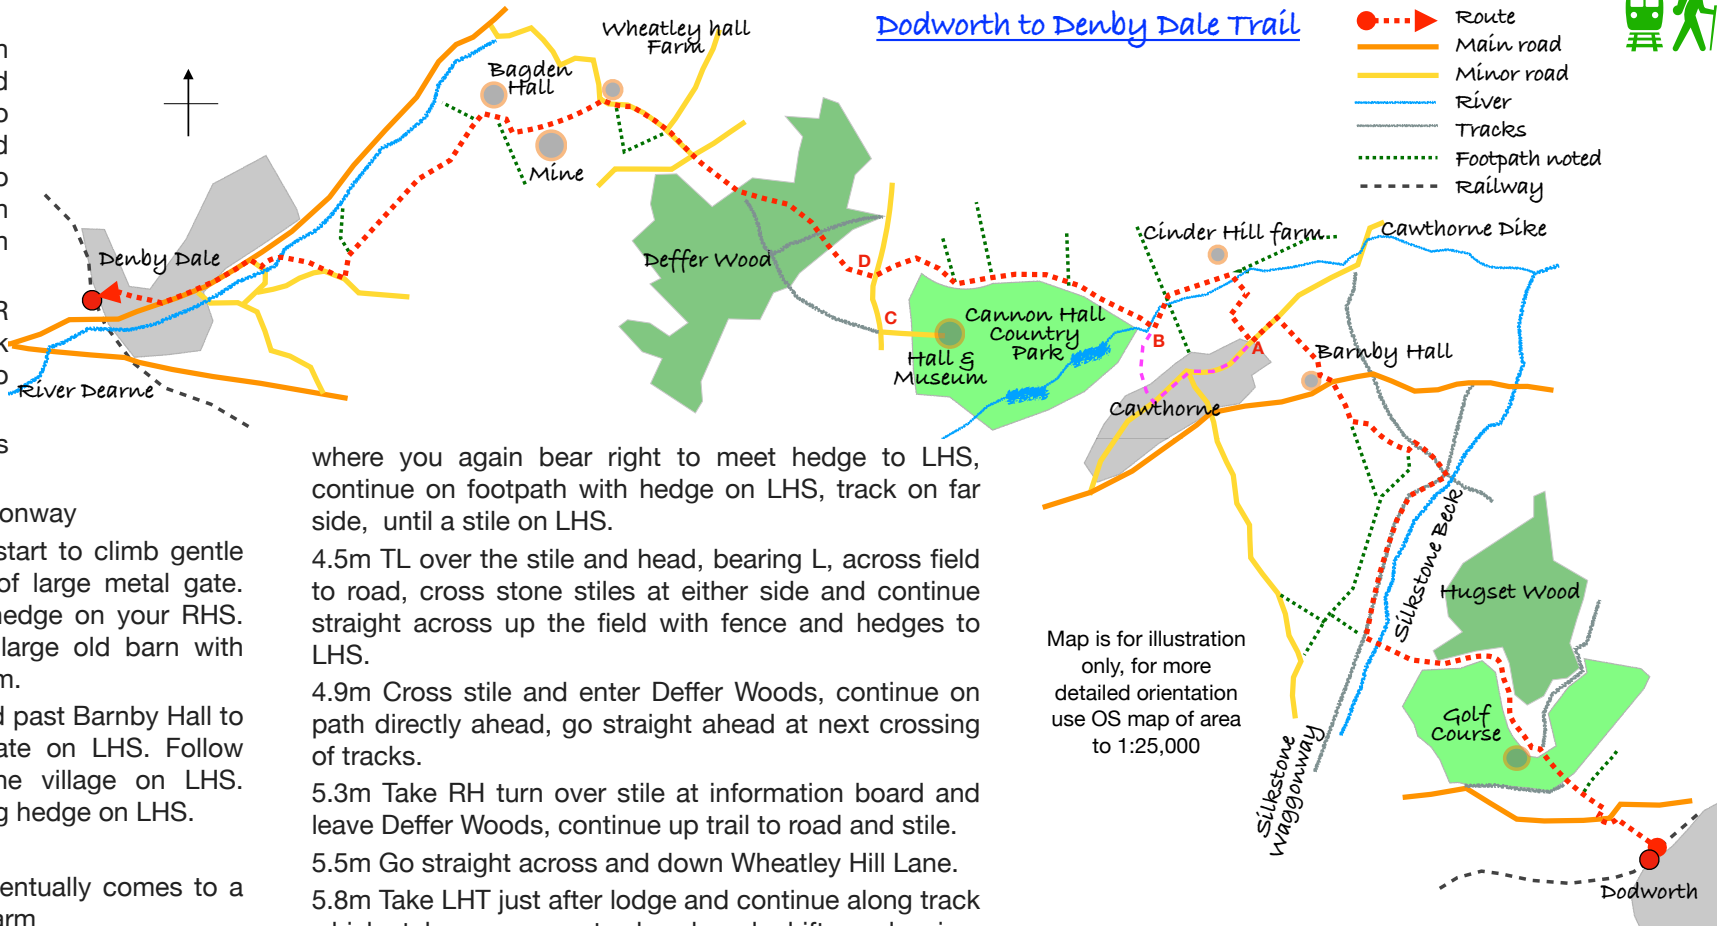 Dodworth to Denby Dale Trail
Route
Main road
Minor road
River
Tracks
Footpath noted
Railway
Wheatley hall
Farm
Bagden
Hall
Mine
Denby Dale
River Dearne
Deffer Wood
D
C
Cannon Hall
Country
Park
Hall &
Museum
Cinder Hill farm
Cawthorne Dike
B
A
Barnby Hall
Cawthorne
Silkstone Beck
Hugset Wood
Golf
Course
Silkstone
Waggonway
Dodworth
Map is for illustration
only, for more
detailed orientation
use OS map of area
to 1:25,000
onway
start to climb gentle
of large metal gate.
hedge on your RHS.
large old barn with
m.
d past Barnby Hall to
ate on LHS. Follow
ne village on LHS.
g hedge on LHS.
entually comes to a
arm
where you again bear right to meet hedge to LHS,
continue on footpath with hedge on LHS, track on far
side, until a stile on LHS.
4.5m TL over the stile and head, bearing L, across field
to road, cross stone stiles at either side and continue
straight across up the field with fence and hedges to
LHS.
4.9m Cross stile and enter Deffer Woods, continue on
path directly ahead, go straight ahead at next crossing
of tracks.
5.3m Take RH turn over stile at information board and
leave Deffer Woods, continue up trail to road and stile.
5.5m Go straight across and down Wheatley Hill Lane.
5.8m Take LHT just after lodge and continue along track